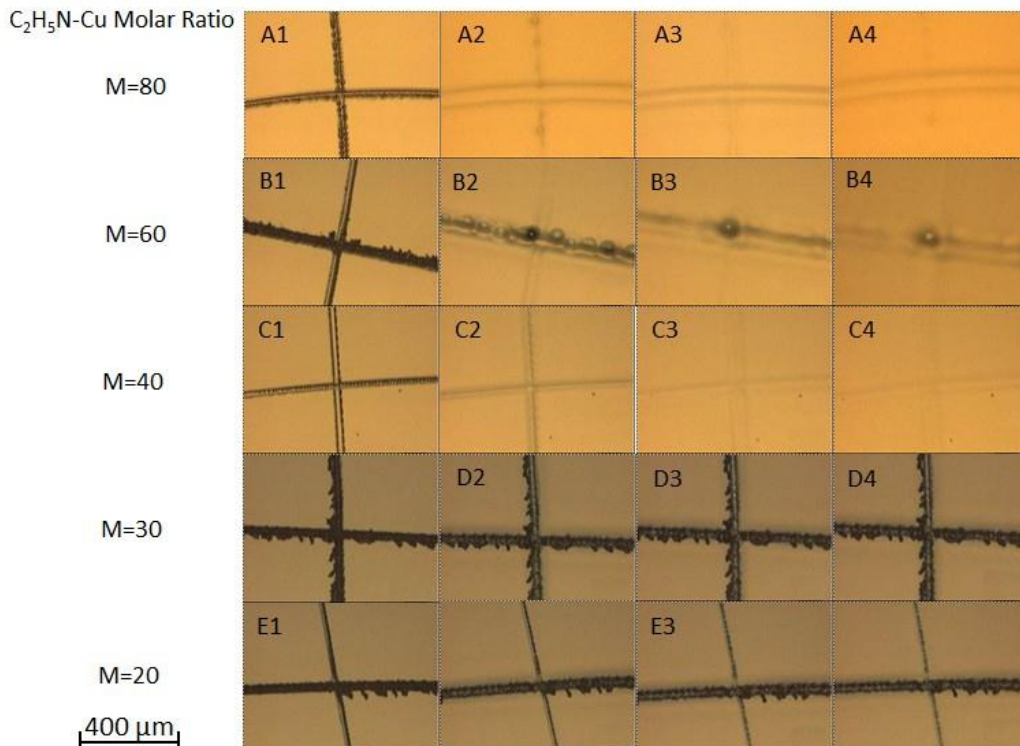 C₂H₅N-Cu Molar Ratio
A1 A2 A3 A4
M=80
B1 B2 B3 B4
M=60
C1 C2 C3 C4
M=40
D2 D3 D4
M=30
E1 E3
M=20
400 µm